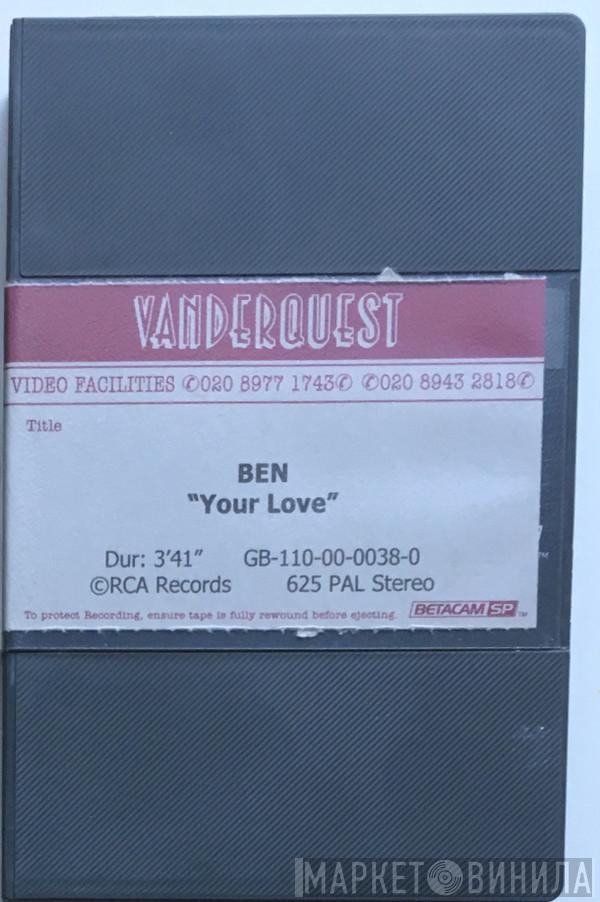 VANDERQUEST
VIDEO FACILITIES ✆020 8977 1743✆ ✆020 8943 2818✆
Title
BEN
"Your Love"
Dur: 3'41" GB-110-00-0038-0
©RCA Records 625 PAL Stereo
To protect Recording, ensure tape is fully rewound before ejecting. BETACAM SP ™
™
МАРКЕТ ВИНИЛА